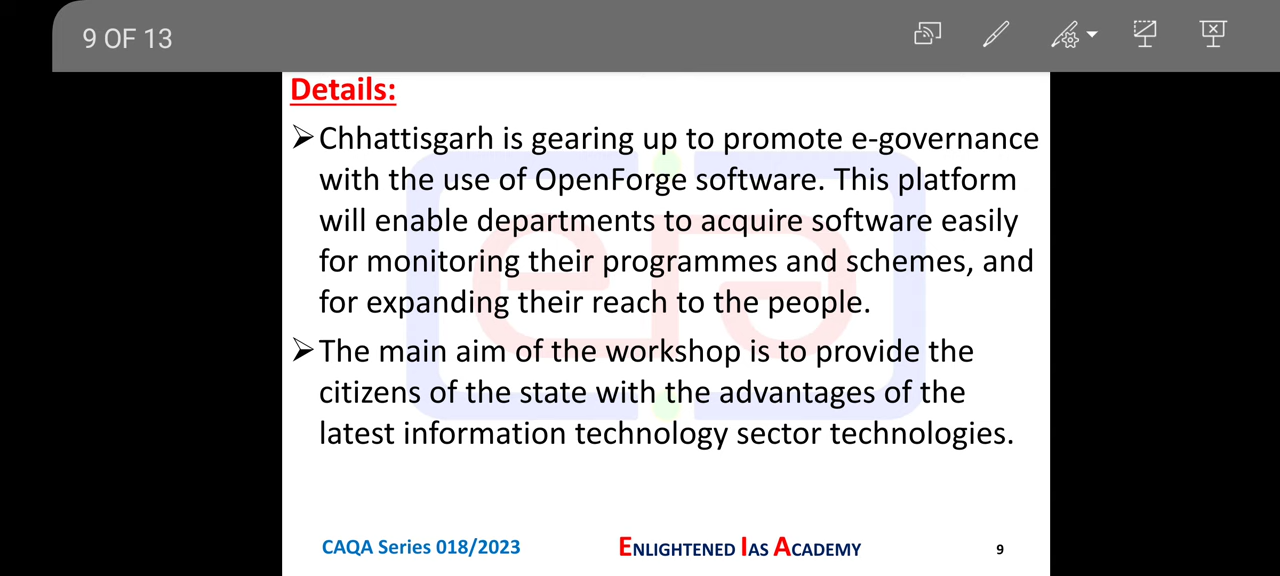 9 OF 13
Details:
➢Chhattisgarh is gearing up to promote e-governance
with the use of OpenForge software. This platform
will enable departments to acquire software easily
for monitoring their programmes and schemes, and
for expanding their reach to the people.
➢The main aim of the workshop is to provide the
citizens of the state with the advantages of the
latest information technology sector technologies.
eia
CAQA Series 018/2023 ENLIGHTENED IAS ACADEMY 9